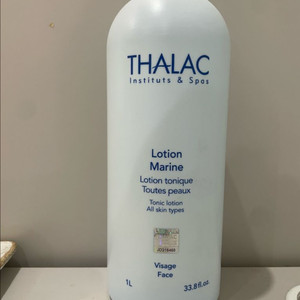 THALAC
Instituts & Spas
Lotion
Marine
Lotion tonique
Toutes peaux
Tonic lotion
All skin types
Visage
Face
1L 33.8 fl.oz.